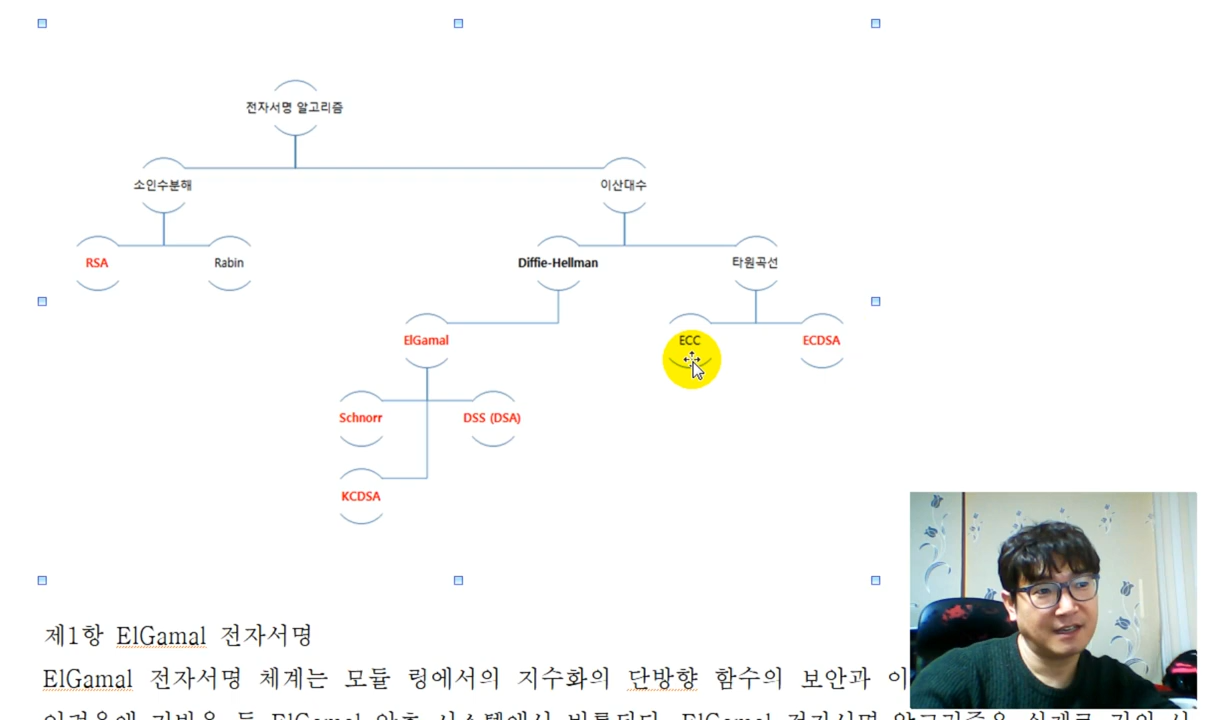 전자서명 알고리즘
소인수분해 이산대수
RSA Rabin Diffie-Hellman 타원곡선
ElGamal ECC ECDSA
Schnorr DSS (DSA)
KCDSA
제1항 ElGamal 전자서명
ElGamal 전자서명 체계는 모듈 링에서의 지수화의 단방향 함수의 보안과 이